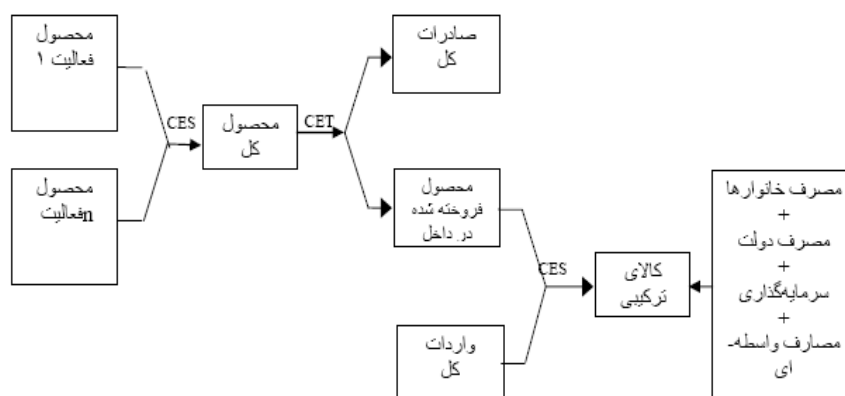 محصول
فعالیت ۱
محصول
فعالیتn
CES
محصول
کل
CET
صادرات
کل
محصول
فروخته شده
در داخل
واردات
کل
CES
کالای
ترکیبی
مصرف خانوارها
+
مصرف دولت
+
سرمایه‌گذاری
+
مصارف واسطه-
ای